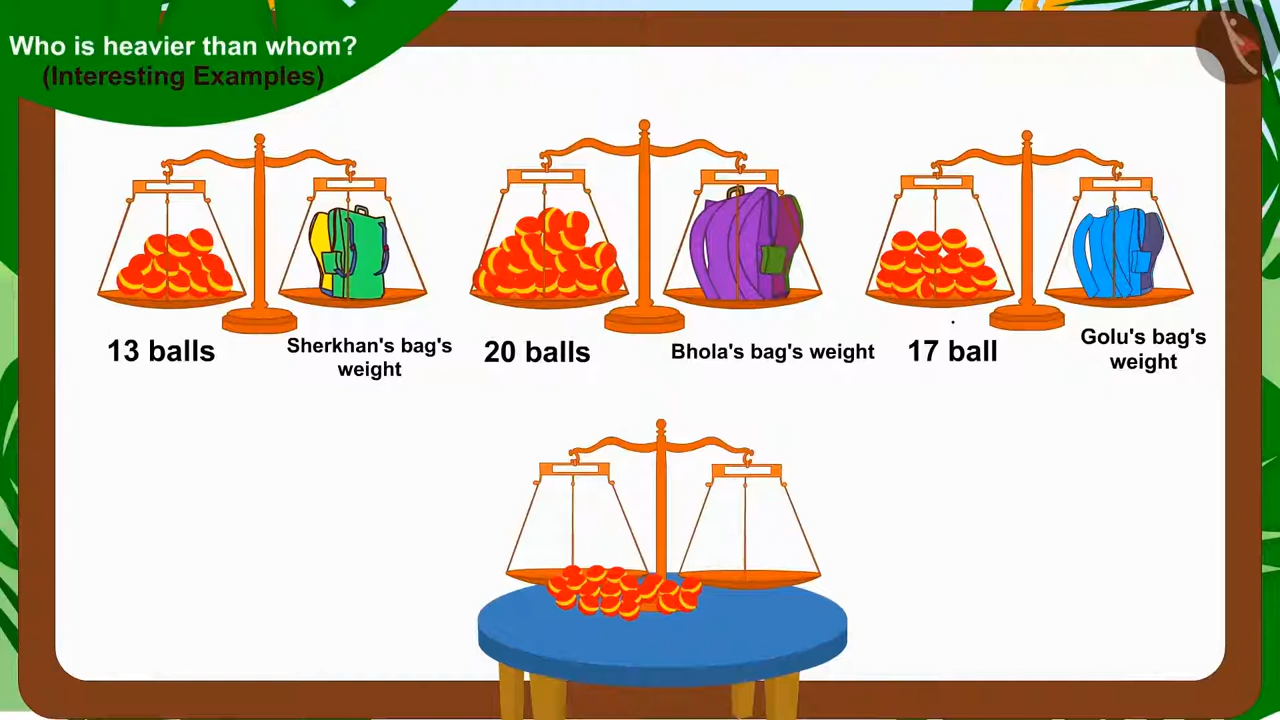 Who is heavier than whom?
(Interesting Examples)
13 balls
Sherkhan's bag's
weight
20 balls
Bhola's bag's weight
17 ball
Golu's bag's
weight